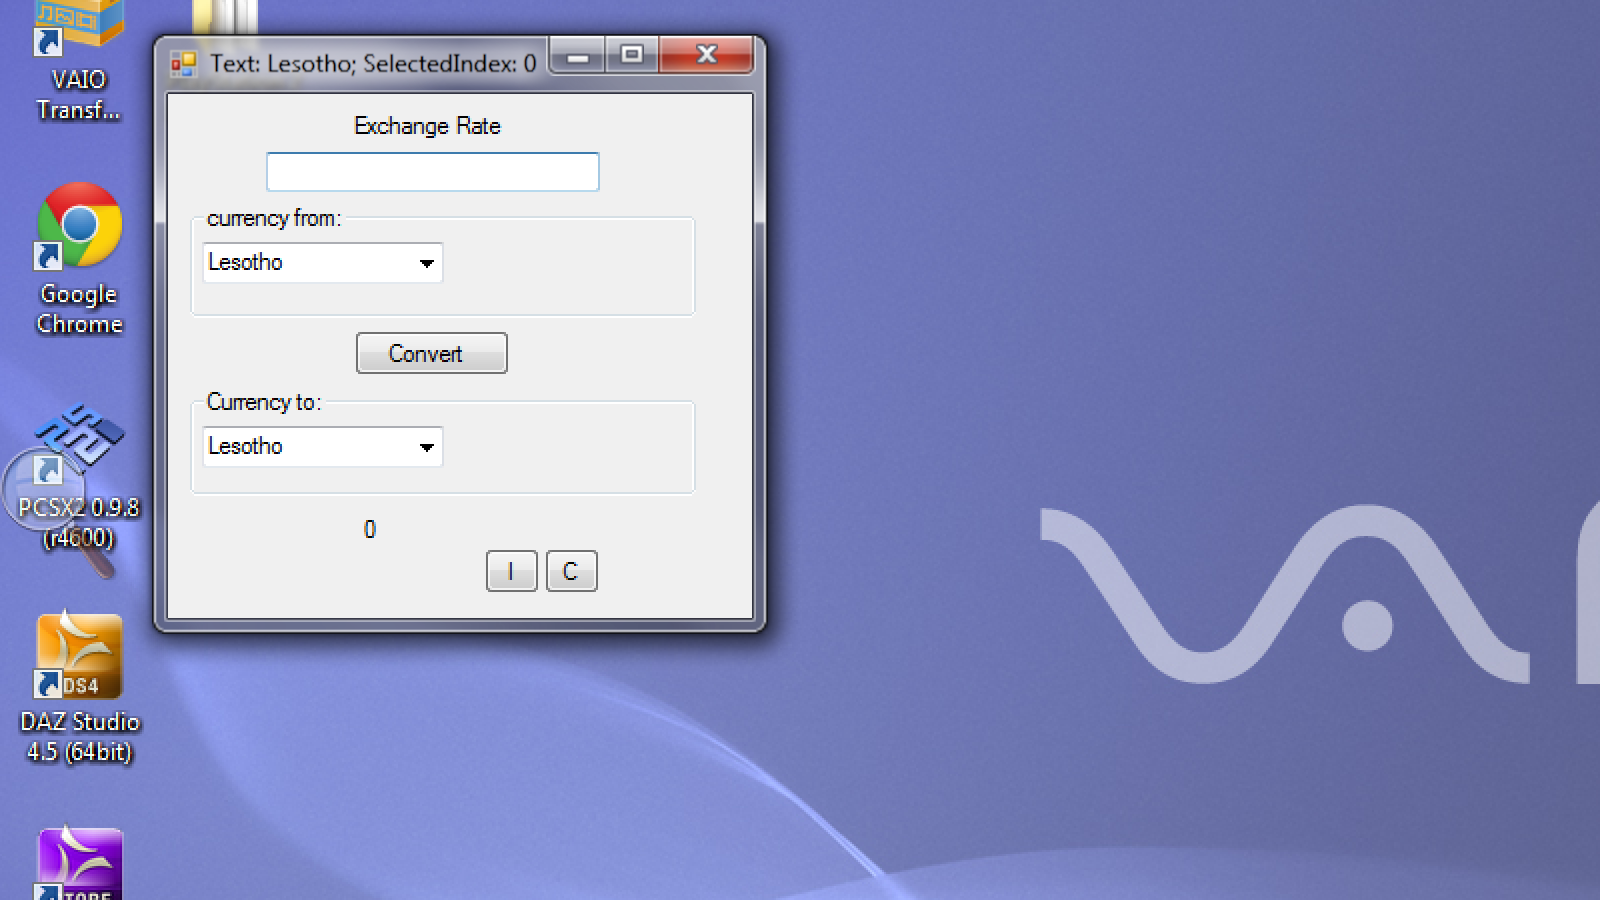 VAIO
Transf...
Google
Chrome
PCSX2 0.9.8
(r4600)
DS4
DAZ Studio
4.5 (64bit)
Text: Lesotho; SelectedIndex: 0
Exchange Rate
currency from:
Lesotho
Convert
Currency to:
Lesotho
0
I C